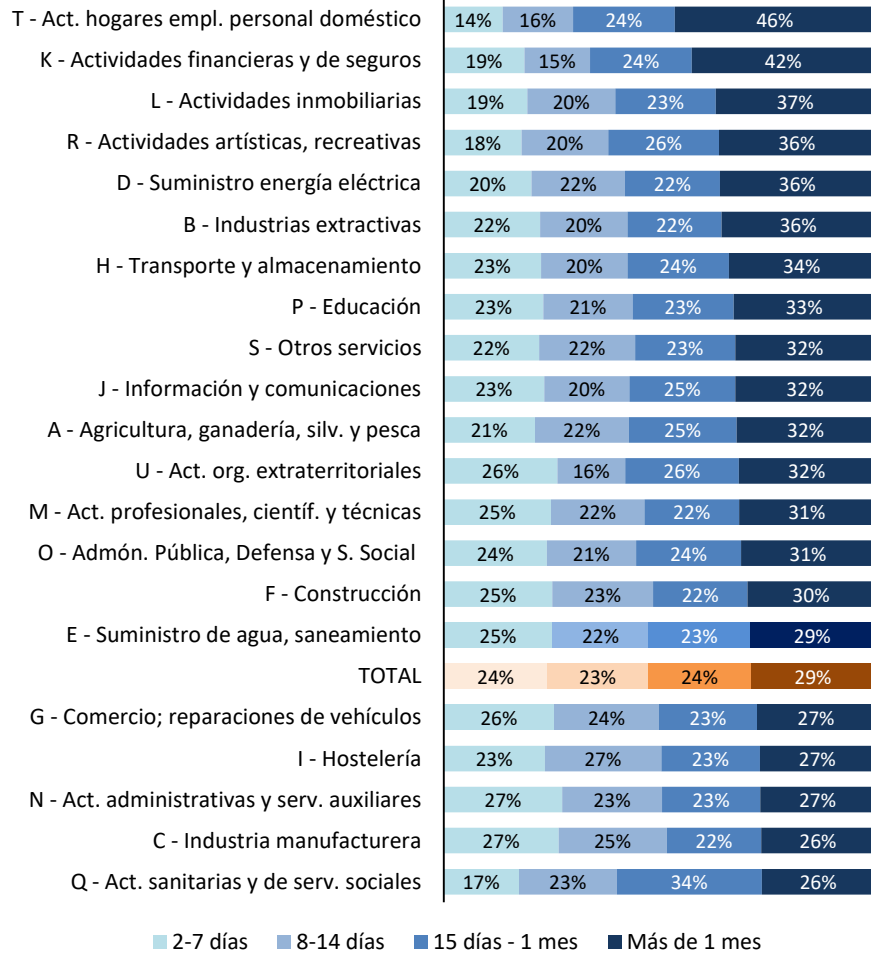 T - Act. hogares empl. personal doméstico 14% 16% 24% 46%
K - Actividades financieras y de seguros 19% 15% 24% 42%
L - Actividades inmobiliarias 19% 20% 23% 37%
R - Actividades artísticas, recreativas 18% 20% 26% 36%
D - Suministro energía eléctrica 20% 22% 22% 36%
B - Industrias extractivas 22% 20% 22% 36%
H - Transporte y almacenamiento 23% 20% 24% 34%
P - Educación 23% 21% 23% 33%
S - Otros servicios 22% 22% 23% 32%
J - Información y comunicaciones 23% 20% 25% 32%
A - Agricultura, ganadería, silv. y pesca 21% 22% 25% 32%
U - Act. org. extraterritoriales 26% 16% 26% 32%
M - Act. profesionales, científ. y técnicas 25% 22% 22% 31%
O - Admón. Pública, Defensa y S. Social 24% 21% 24% 31%
F - Construcción 25% 23% 22% 30%
E - Suministro de agua, saneamiento 25% 22% 23% 29%
TOTAL 24% 23% 24% 29%
G - Comercio; reparaciones de vehículos 26% 24% 23% 27%
I - Hostelería 23% 27% 23% 27%
N - Act. administrativas y serv. auxiliares 27% 23% 23% 27%
C - Industria manufacturera 27% 25% 22% 26%
Q - Act. sanitarias y de serv. sociales 17% 23% 34% 26%
2-7 días 8-14 días 15 días - 1 mes Más de 1 mes